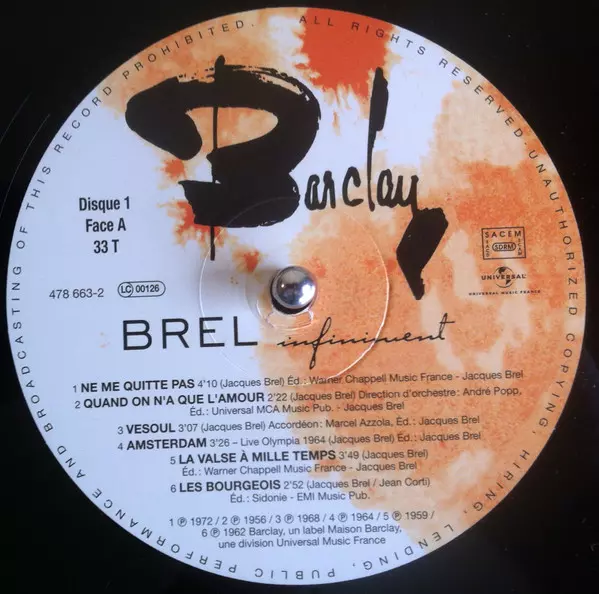 ALL RIGHTS RESERVED. UNAUTHORIZED COPYING, HIRING, LENDING, PUBLIC PERFORMANCE AND BROADCASTING OF THIS RECORD PROHIBITED.
Barclay
Disque 1
Face A
33 T
SACEM
SDRM
UNIVERSAL
UNIVERSAL MUSIC FRANCE
478 663-2 LC 00126
BREL infiniment
1 NE ME QUITTE PAS 4'10 (Jacques Brel) Éd : Warner Chappell Music France - Jacques Brel
2 QUAND ON N'A QUE L'AMOUR 2'22 (Jacques Brel) Direction d'orchestre : André Popp,
Éd. : Universal MCA Music Pub. - Jacques Brel
3 VESOUL 3'07 (Jacques Brel) Accordéon : Marcel Azzola, Éd. : Jacques Brel
4 AMSTERDAM 3'26 – Live Olympia 1964 (Jacques Brel) Éd : Jacques Brel
5 LA VALSE À MILLE TEMPS 3'49 (Jacques Brel)
Éd. : Warner Chappell Music France - Jacques Brel
6 LES BOURGEOIS 2'52 (Jacques Brel / Jean Corti)
Éd. : Sidonie - EMI Music Pub.
1 ℗ 1972 / 2 ℗ 1956 / 3 ℗ 1968 / 4 ℗ 1964 / 5 ℗ 1959 /
6 ℗ 1962 Barclay, un label Maison Barclay,
une division Universal Music France